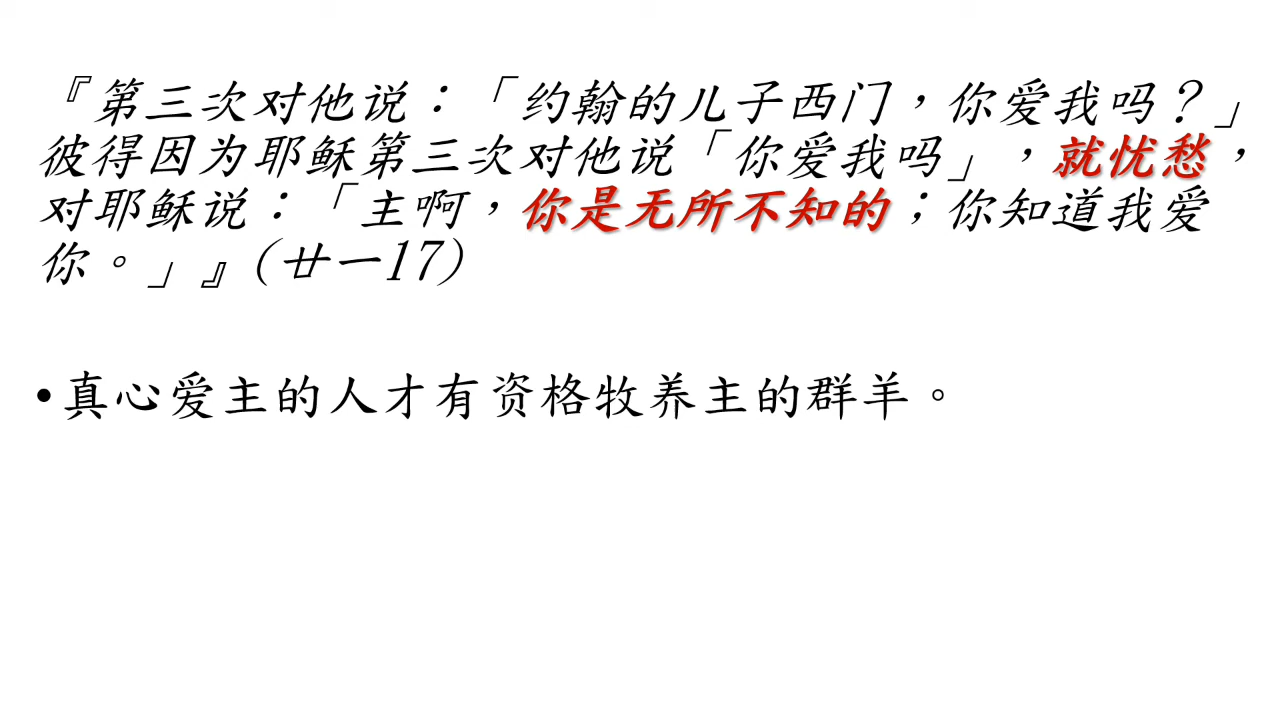 『第三次对他说：「约翰的儿子西门，你爱我吗？」
彼得因为耶稣第三次对他说「你爱我吗」，就忧愁，
对耶稣说：「主啊，你是无所不知的；你知道我爱
你。」』(廿一17)
•真心爱主的人才有资格牧养主的群羊。